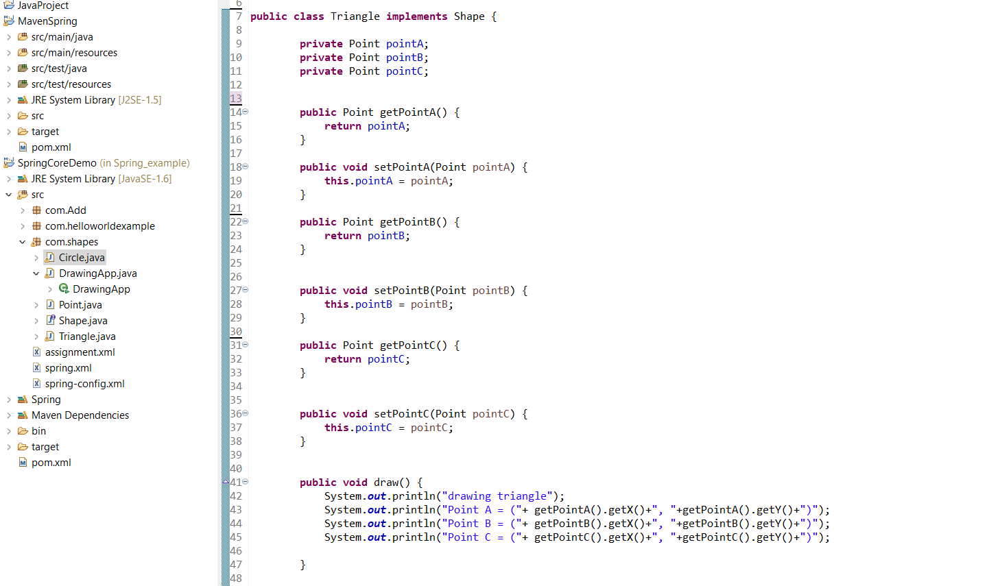 JavaProject
MavenSpring
src/main/java
src/main/resources
src/test/java
src/test/resources
JRE System Library [J2SE-1.5]
src
target
pom.xml
SpringCoreDemo (in Spring_example)
JRE System Library [JavaSE-1.6]
src
com.Add
com.helloworldexample
com.shapes
Circle.java
DrawingApp.java
DrawingApp
Point.java
Shape.java
Triangle.java
assignment.xml
spring.xml
spring-config.xml
Spring
Maven Dependencies
bin
target
pom.xml
6
7 public class Triangle implements Shape {
8
9 private Point pointA;
10 private Point pointB;
11 private Point pointC;
12
13
14 public Point getPointA() {
15 return pointA;
16 }
17
18 public void setPointA(Point pointA) {
19 this.pointA = pointA;
20 }
21
22 public Point getPointB() {
23 return pointB;
24 }
25
26
27 public void setPointB(Point pointB) {
28 this.pointB = pointB;
29 }
30
31 public Point getPointC() {
32 return pointC;
33 }
34
35
36 public void setPointC(Point pointC) {
37 this.pointC = pointC;
38 }
39
40
41 public void draw() {
42 System.out.println("drawing triangle");
43 System.out.println("Point A = ("+ getPointA().getX()+", "+getPointA().getY()+")");
44 System.out.println("Point B = ("+ getPointB().getX()+", "+getPointB().getY()+")");
45 System.out.println("Point C = ("+ getPointC().getX()+", "+getPointC().getY()+")");
46
47 }
48